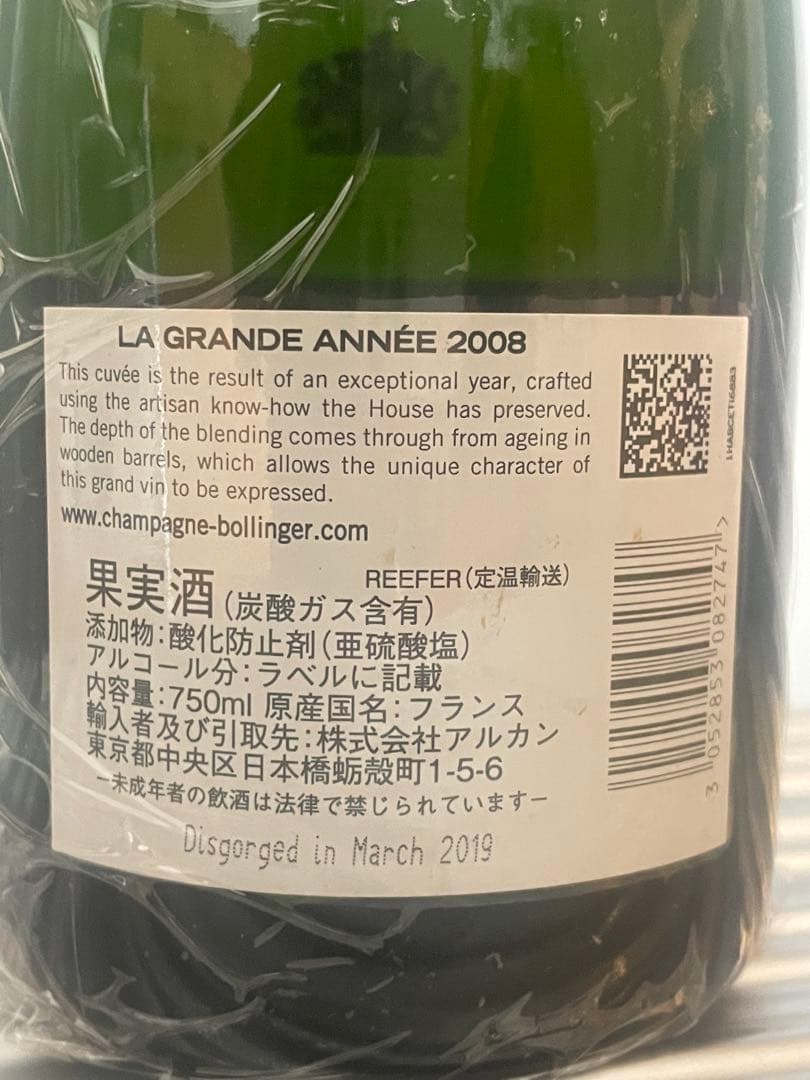 LA GRANDE ANNÉE 2008
This cuvée is the result of an exceptional year, crafted
using the artisan know-how the House has preserved.
The depth of the blending comes through from ageing in
wooden barrels, which allows the unique character of
this grand vin to be expressed.
www.champagne-bollinger.com
REEFER(定温輸送)
果実酒(炭酸ガス含有)
添加物:酸化防止剤(亜硫酸塩)
アルコール分:ラベルに記載
内容量:750ml 原産国名:フランス
輸入者及び引取先:株式会社アルカン
東京都中央区日本橋蛎殻町1-5-6
—未成年者の飲酒は法律で禁じられています—
Disgorged in March 2019
3 052853 082747 >